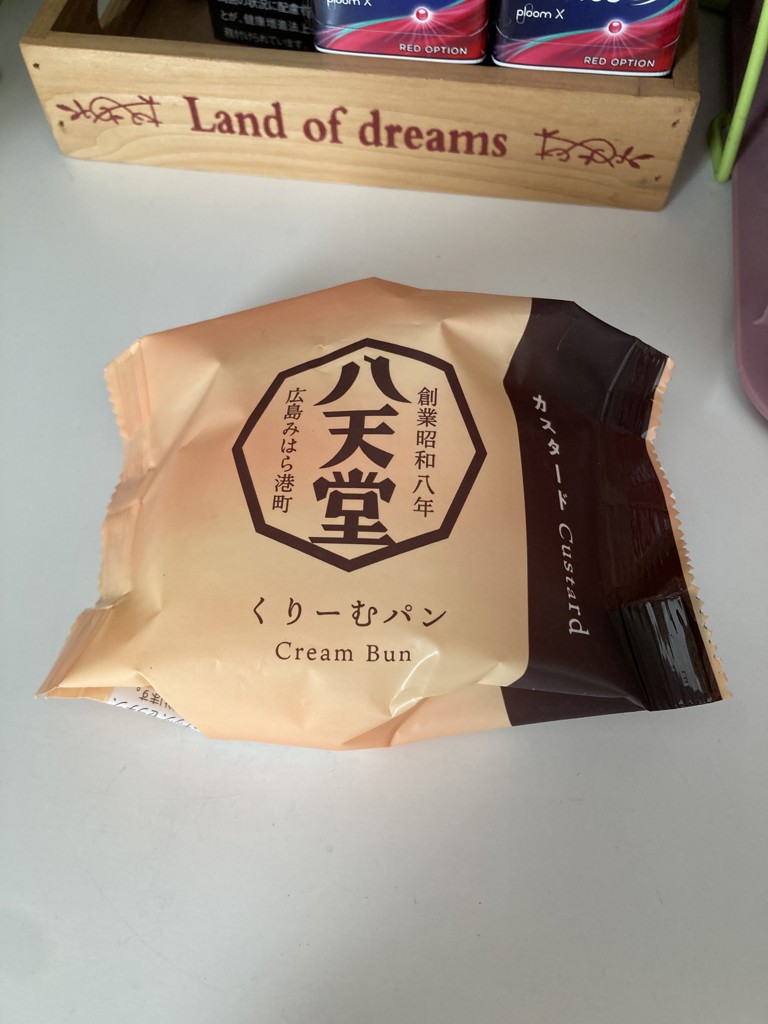 ploom X
RED OPTION
ploom X
RED OPTION
Land of dreams
八天堂
創業昭和八年
広島みはら港町
カスタード Custard
くりーむパン
Cream Bun